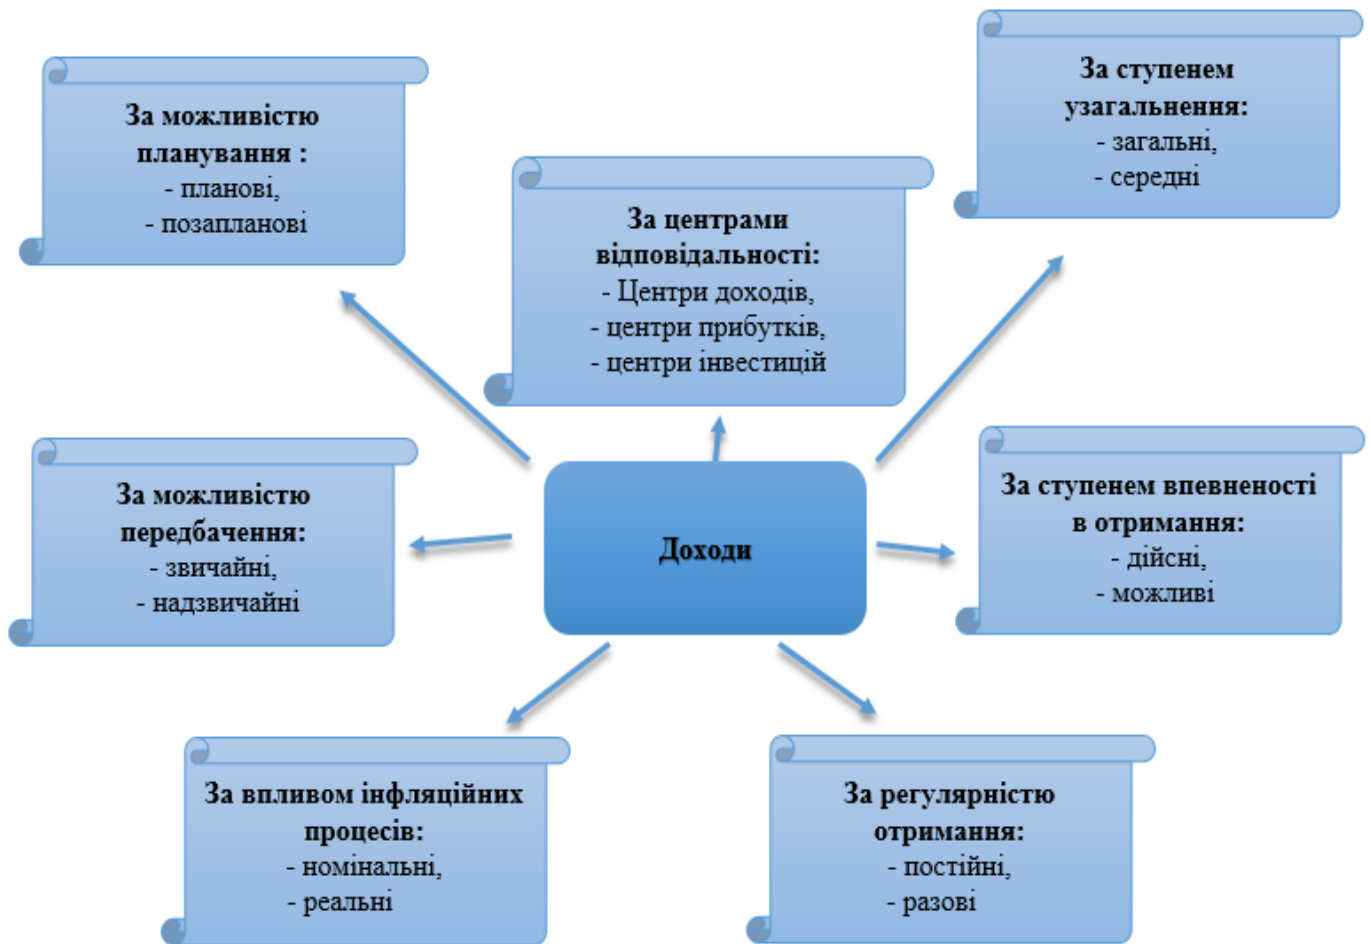 За можливістю
планування :
- планові,
- позапланові
За центрами
відповідальності:
- Центри доходів,
- центри прибутків,
- центри інвестицій
За ступенем
узагальнення:
- загальні,
- середні
За можливістю
передбачення:
- звичайні,
- надзвичайні
Доходи
За ступенем впевненості
в отримання:
- дійсні,
- можливі
За впливом інфляційних
процесів:
- номінальні,
- реальні
За регулярністю
отримання:
- постійні,
- разові